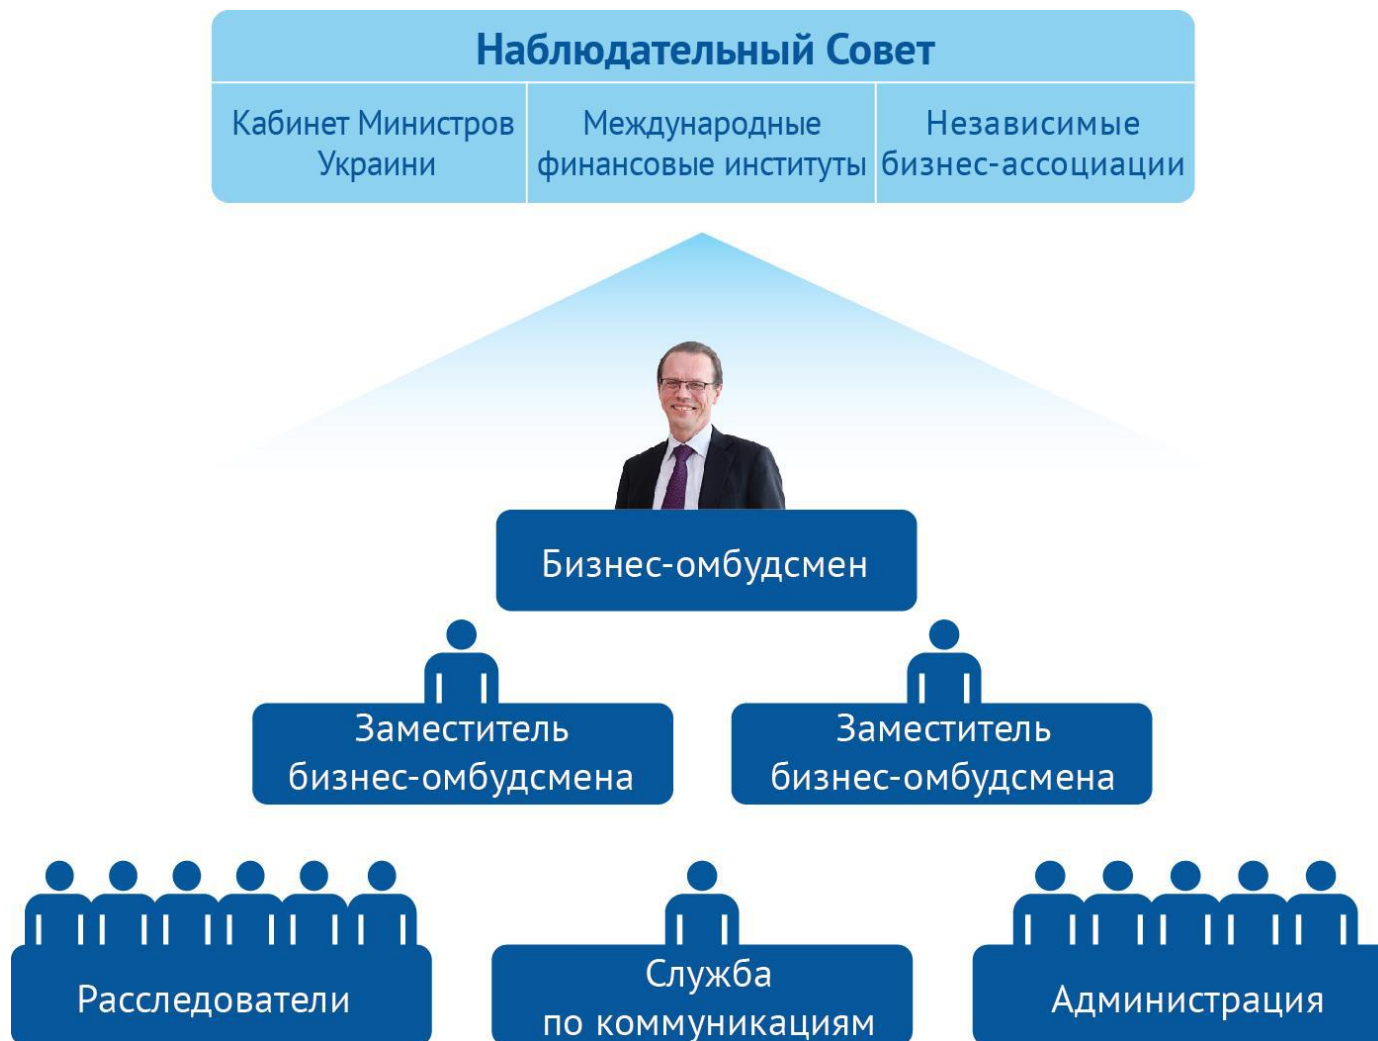 Наблюдательный Совет
Кабинет Министров
Украини
Международные
финансовые институты
Независимые
бизнес-ассоциации
Бизнес-омбудсмен
Заместитель
бизнес-омбудсмена
Заместитель
бизнес-омбудсмена
Расследователи
Служба
по коммуникациям
Администрация